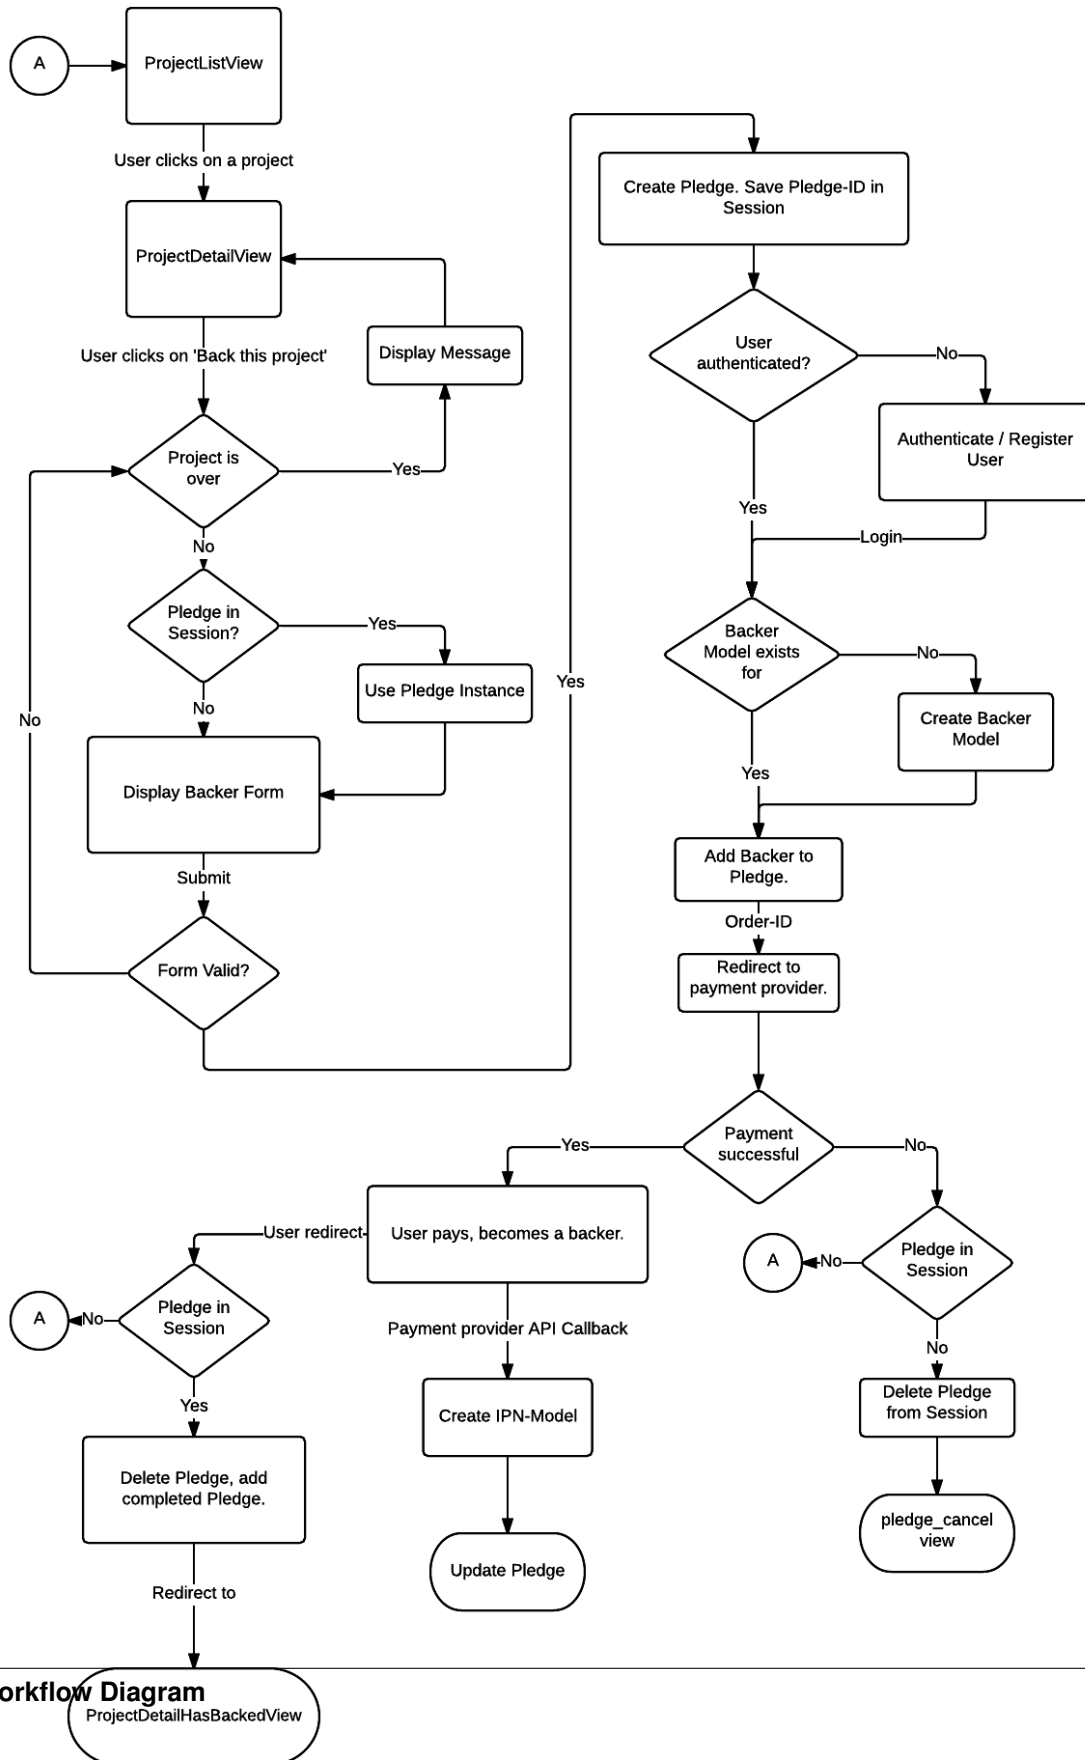 A
ProjectListView
User clicks on a project
ProjectDetailView
User clicks on 'Back this project'
Display Message
Project is
over
Yes
No
Pledge in
Session?
Yes
Use Pledge Instance
No
No
Display Backer Form
Submit
Form Valid?
Yes
Create Pledge. Save Pledge-ID in
Session
User
authenticated?
No
Authenticate / Register
User
Yes
Login
Backer
Model exists
for
No
Create Backer
Model
Yes
Add Backer to
Pledge.
Order-ID
Redirect to
payment provider.
Payment
successful
Yes
No
User pays, becomes a backer.
User redirect
Pledge in
Session
No
A
Pledge in
Session
No
A
Payment provider API Callback
No
Yes
Create IPN-Model
Delete Pledge
from Session
Delete Pledge, add
completed Pledge.
pledge_cancel
view
Update Pledge
Redirect to
orkflow Diagram
ProjectDetailHasBackedView